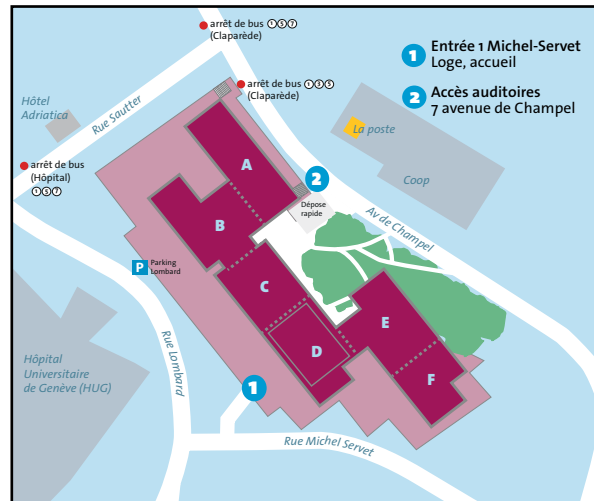 arrêt de bus ①⑤⑦
(Claparède)
1 Entrée 1 Michel-Servet
Loge, accueil
2 Accès auditoires
7 avenue de Champel
arrêt de bus ①⑤⑤
(Claparède)
Hôtel
Adriatica
Rue Sautter
La poste
Coop
arrêt de bus
(Hôpital)
①⑤⑦
A
2
Dépose
rapide
Av de Champel
B
P Parking
Lombard
C
E
D
F
Hôpital
Universitaire
de Genève (HUG)
Rue Lombard
1
Rue Michel Servet